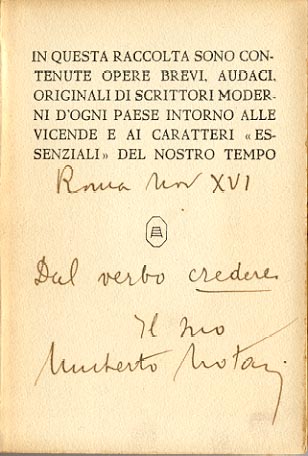 IN QUESTA RACCOLTA SONO CON-
TENUTE OPERE BREVI, AUDACI,
ORIGINALI DI SCRITTORI MODER-
NI D'OGNI PAESE INTORNO ALLE
VICENDE E AI CARATTERI «ES-
SENZIALI» DEL NOSTRO TEMPO
Roma Nov XVI
Dal verbo credere
Il suo
Umberto Notari